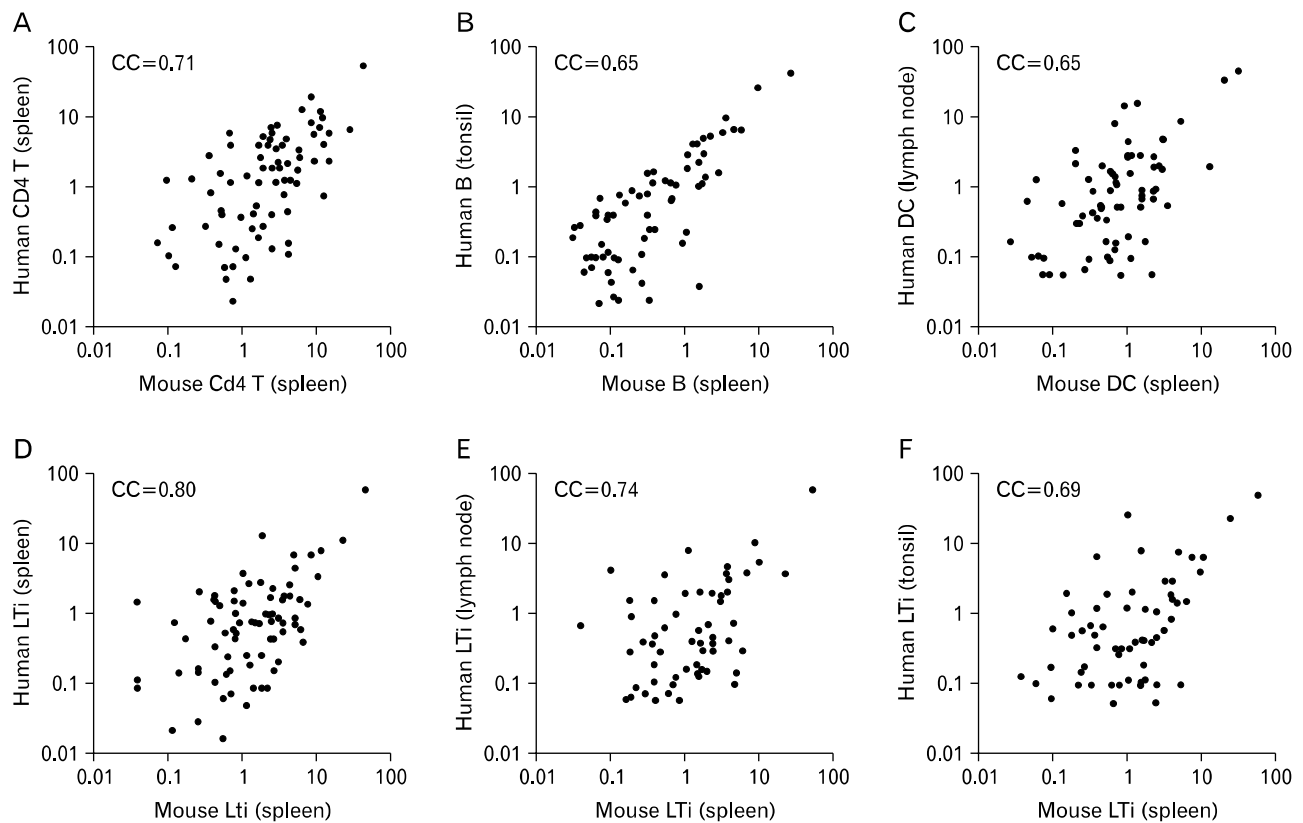 A
CC=0.71
Human CD4 T (spleen)
100
10
1
0.1
0.01
0.01 0.1 1 10 100
Mouse Cd4 T (spleen)
B
CC=0.65
Human B (tonsil)
100
10
1
0.1
0.01
0.01 0.1 1 10 100
Mouse B (spleen)
C
CC=0.65
Human DC (lymph node)
100
10
1
0.1
0.01
0.01 0.1 1 10 100
Mouse DC (spleen)
D
CC=0.80
Human LTi (spleen)
100
10
1
0.1
0.01
0.01 0.1 1 10 100
Mouse Lti (spleen)
E
CC=0.74
Human LTi (lymph node)
100
10
1
0.1
0.01
0.01 0.1 1 10 100
Mouse LTi (spleen)
F
CC=0.69
Human LTi (tonsil)
100
10
1
0.1
0.01
0.01 0.1 1 10 100
Mouse LTi (spleen)